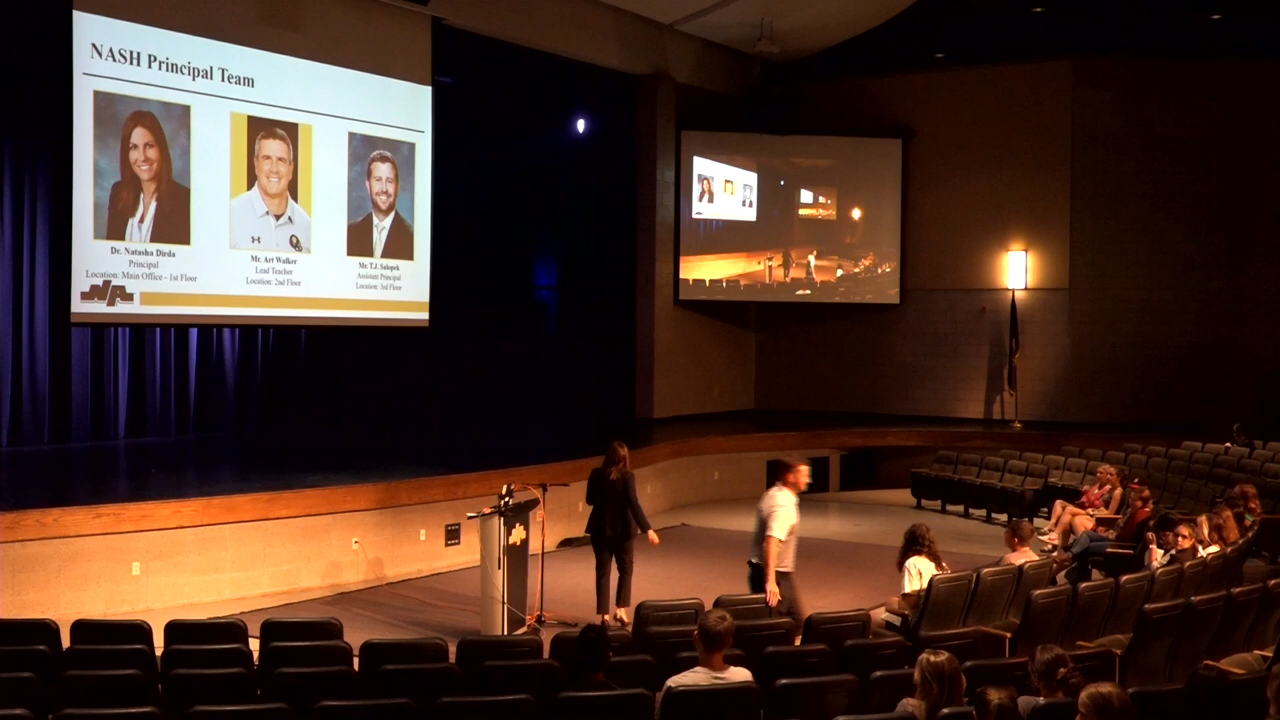 NASH Principal Team
Dr. Natasha Dirda
Principal
Location: Main Office - 1st Floor
Mr. Art Walker
Lead Teacher
Location: 2nd Floor
Mr. T.J. Salopek
Assistant Principal
Location: 3rd Floor
NA